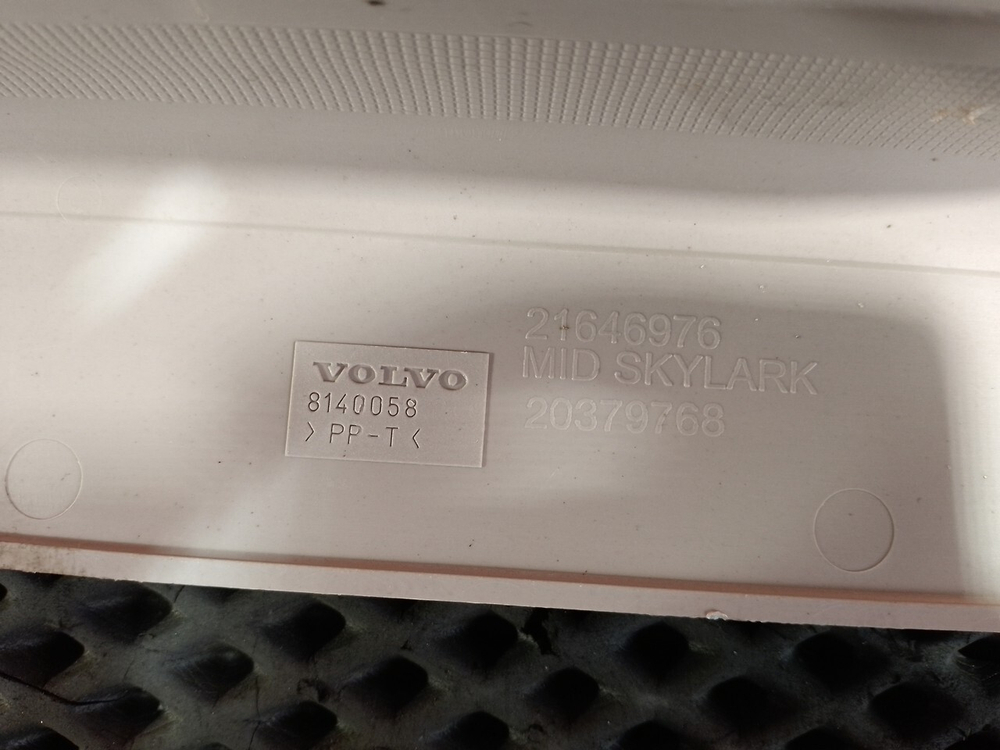 VOLVO
8140058
>PP-T<
21646976
MID SKYLARK
20379768